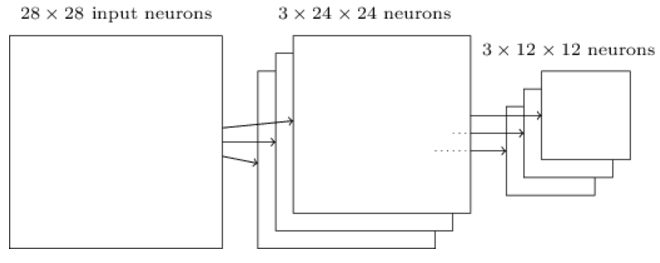 28 × 28 input neurons
3 × 24 × 24 neurons
3 × 12 × 12 neurons